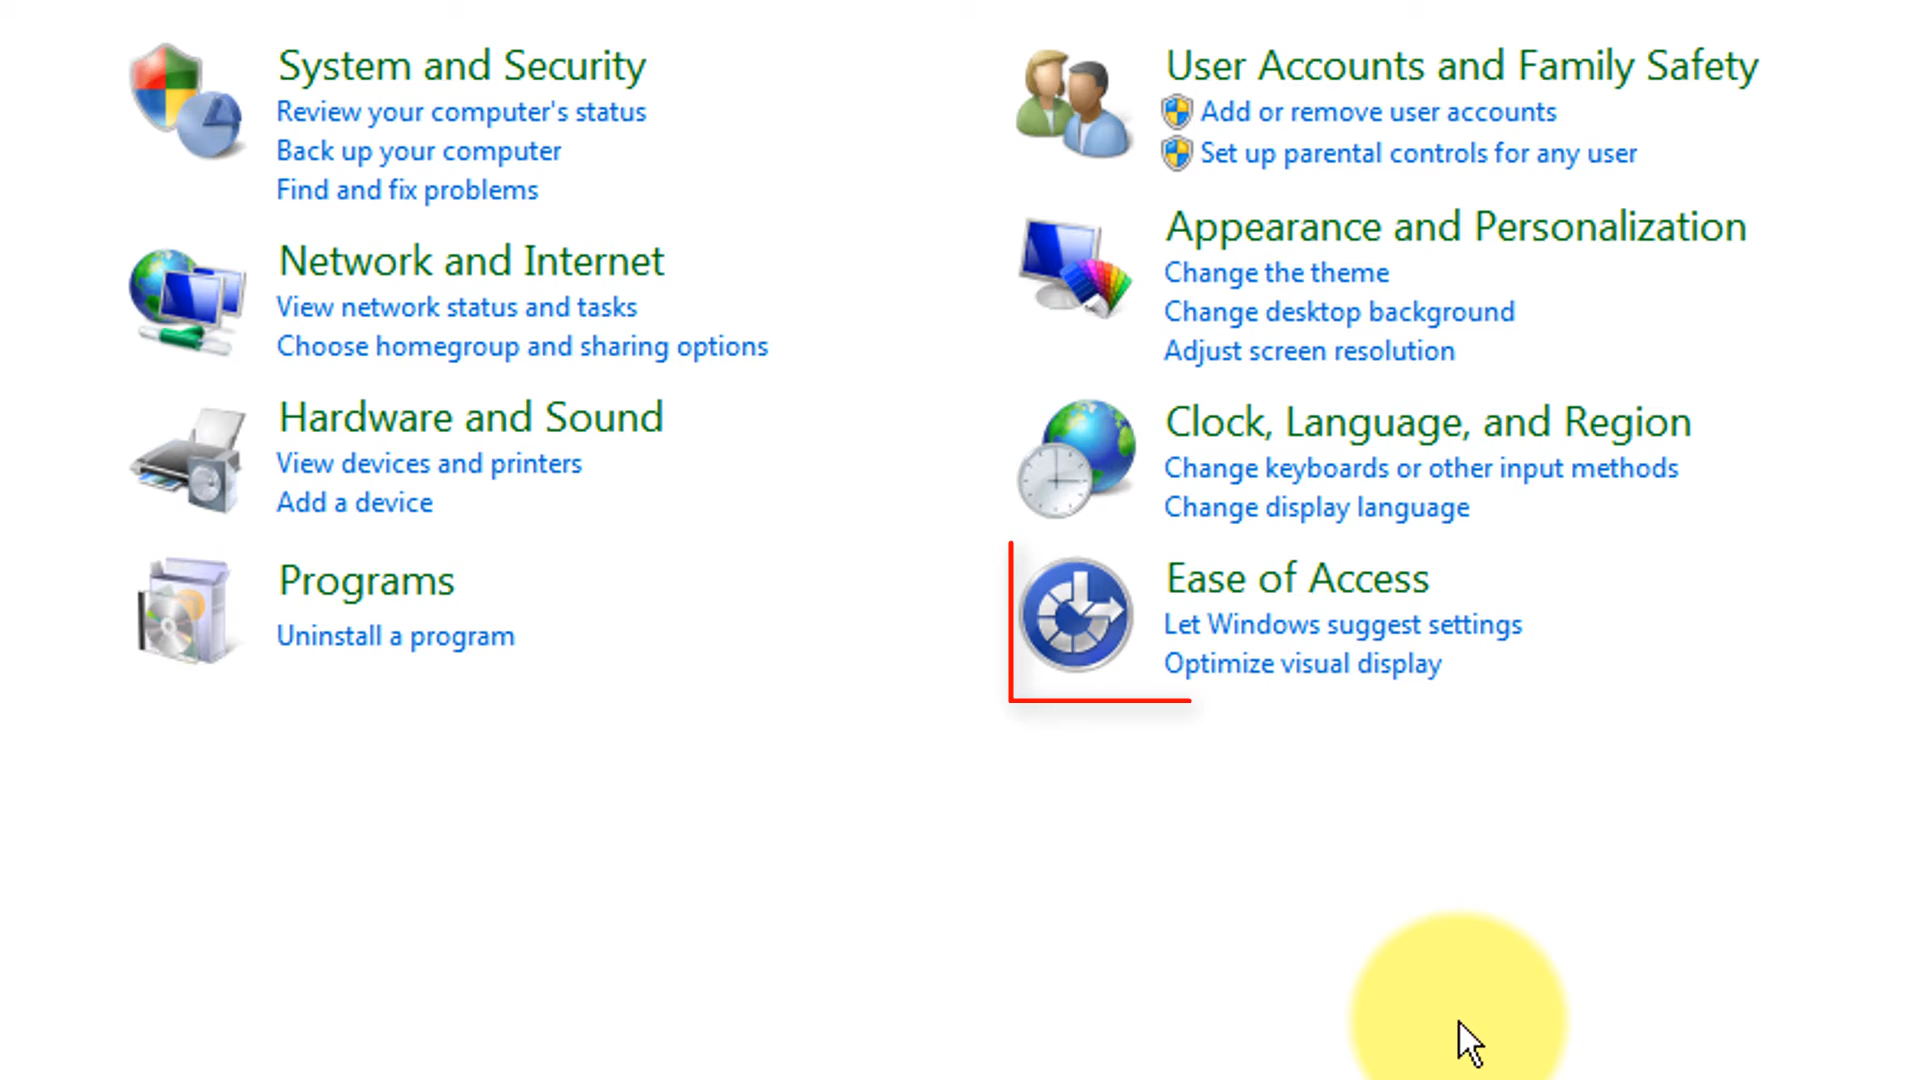 System and Security
Review your computer's status
Back up your computer
Find and fix problems
Network and Internet
View network status and tasks
Choose homegroup and sharing options
Hardware and Sound
View devices and printers
Add a device
Programs
Uninstall a program
User Accounts and Family Safety
Add or remove user accounts
Set up parental controls for any user
Appearance and Personalization
Change the theme
Change desktop background
Adjust screen resolution
Clock, Language, and Region
Change keyboards or other input methods
Change display language
Ease of Access
Let Windows suggest settings
Optimize visual display